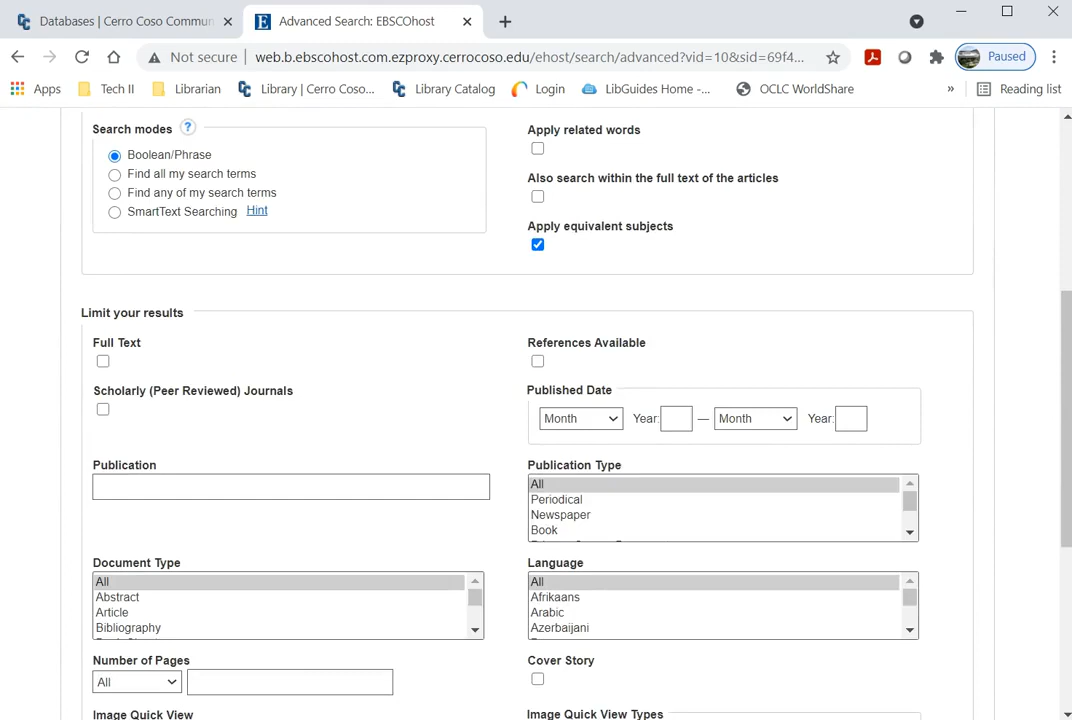 Databases | Cerro Coso Commun
Advanced Search: EBSCOhost
Not secure
web.b.ebscohost.com.ezproxy.cerrocoso.edu/ehost/search/advanced?vid=10&sid=69f4...
Paused
Apps
Tech II
Librarian
Library | Cerro Coso...
Library Catalog
Login
LibGuides Home -...
OCLC WorldShare
»
Reading list
Search modes ?
Boolean/Phrase
Find all my search terms
Find any of my search terms
SmartText Searching Hint
Apply related words
Also search within the full text of the articles
Apply equivalent subjects
Limit your results
Full Text
References Available
Scholarly (Peer Reviewed) Journals
Published Date
Month Year: — Month Year:
Publication
Publication Type
All
Periodical
Newspaper
Book
Document Type
All
Abstract
Article
Bibliography
Language
All
Afrikaans
Arabic
Azerbaijani
Number of Pages
All
Cover Story
Image Quick View
Image Quick View Types